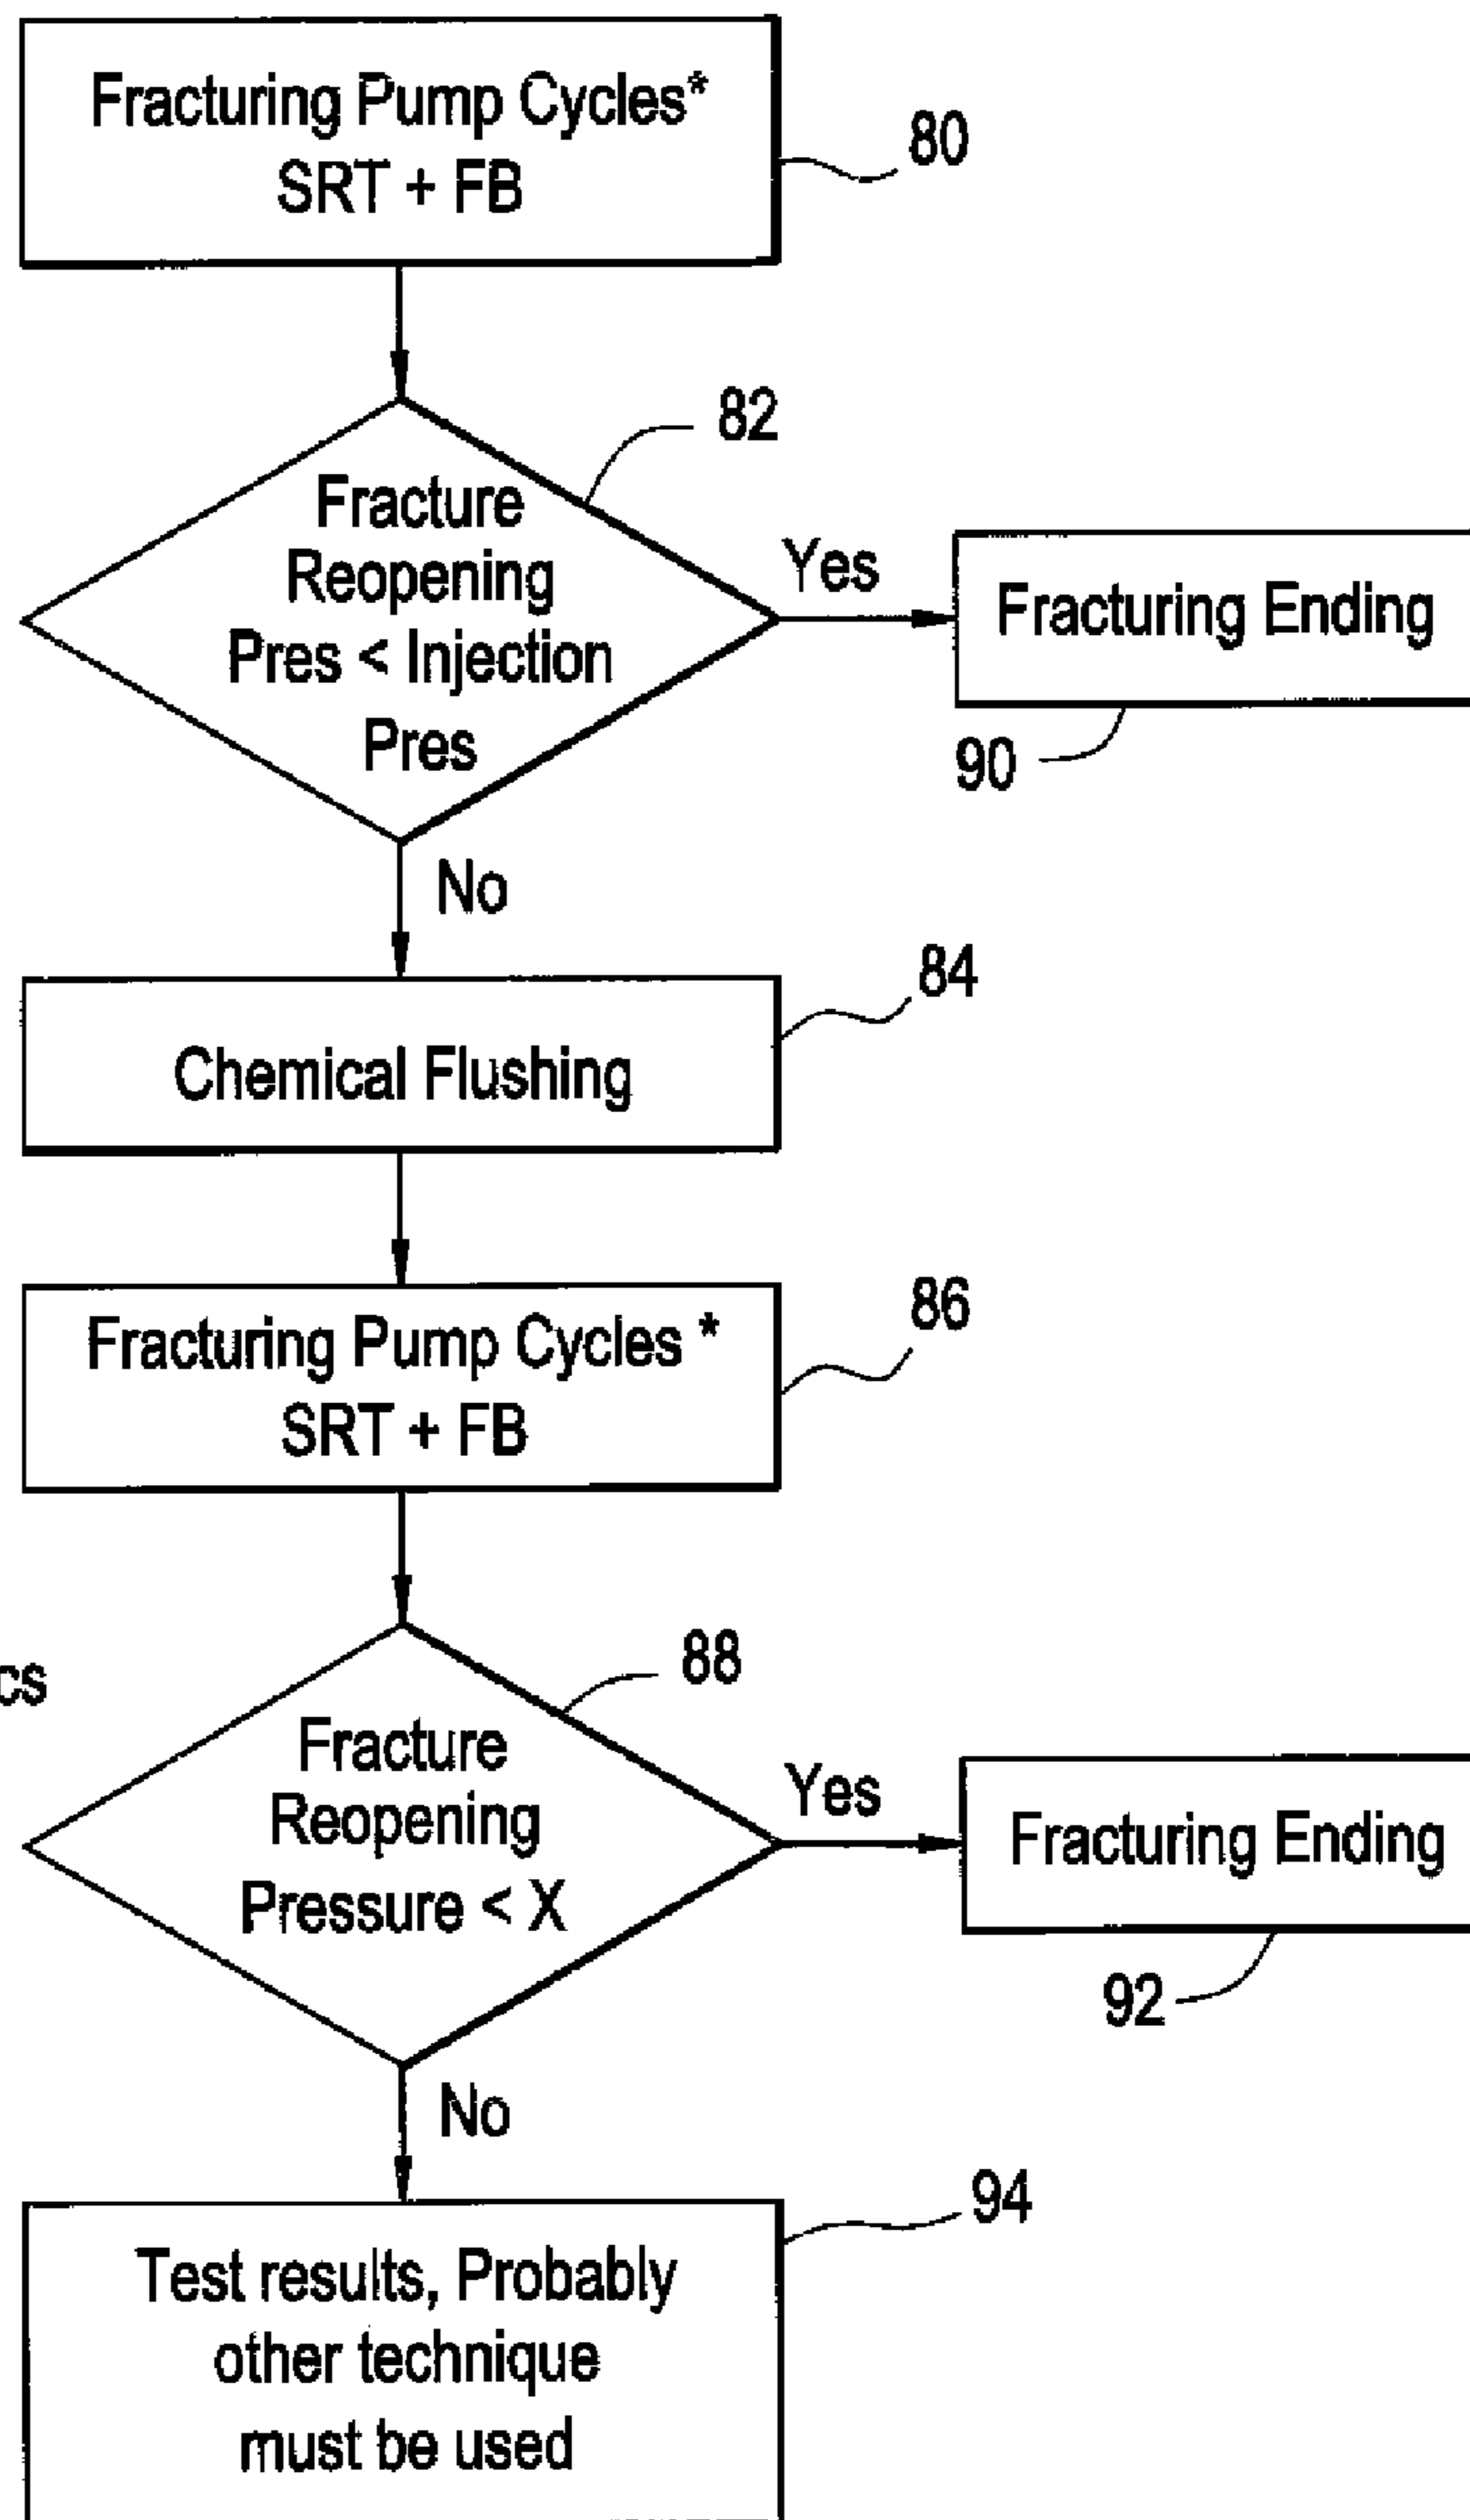 Fracturing Pump Cycles*
SRT + FB
80
82
Fracture
Reopening
Pres < Injection
Pres
Yes
Fracturing Ending
90
No
84
Chemical Flushing
86
Fracturing Pump Cycles *
SRT + FB
88
cs
Fracture
Reopening
Pressure < X
Yes
Fracturing Ending
92
No
94
Test results, Probably
other technique
must be used